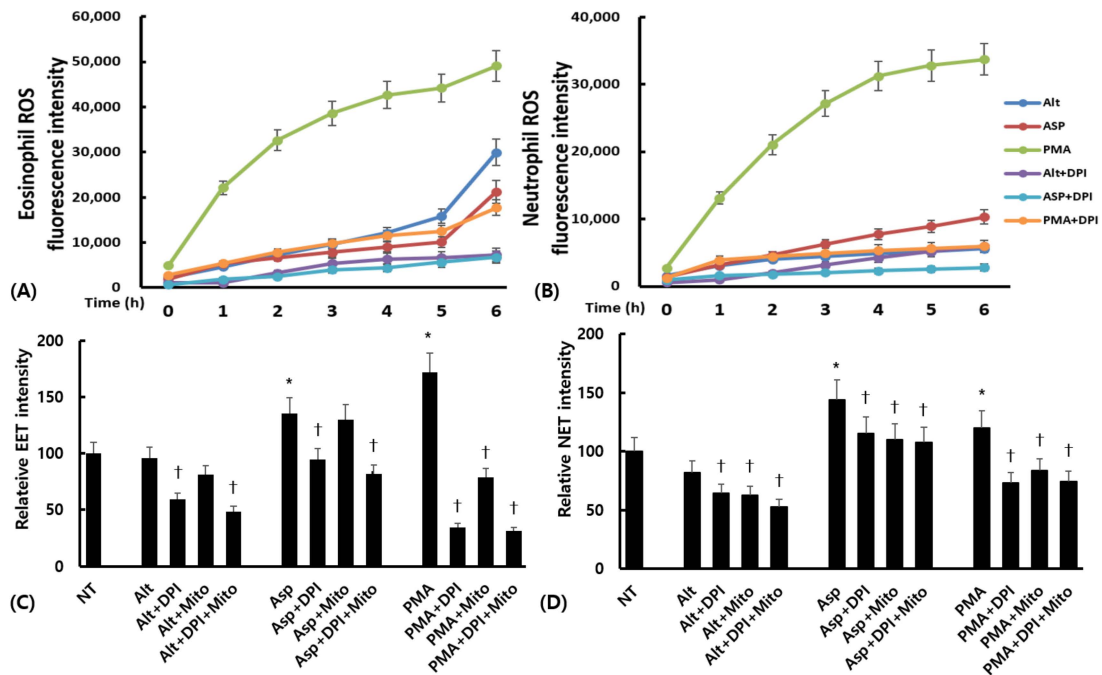 60,000
50,000
40,000
30,000
20,000
10,000
0
Eosinophil ROS
fluorescence intensity
(A)
Time (h)
0 1 2 3 4 5 6
40,000
30,000
20,000
10,000
0
Neutrophil ROS
fluorescence intensity
(B)
Time (h)
0 1 2 3 4 5 6
Alt
ASP
PMA
Alt+DPI
ASP+DPI
PMA+DPI
200
150
100
50
0
Relateive EET intensity
(C)
† † * † † * † † †
NT
Alt
Alt+DPI
Alt+Mito
Alt+DPI+Mito
Asp
Asp+DPI
Asp+Mito
Asp+DPI+Mito
PMA
PMA+DPI
PMA+Mito
PMA+DPI+Mito
200
150
100
50
0
Relative NET intensity
(D)
† † † * † † † * † † †
NT
Alt
Alt+DPI
Alt+Mito
Alt+DPI+Mito
Asp
Asp+DPI
Asp+Mito
Asp+DPI+Mito
PMA
PMA+DPI
PMA+Mito
PMA+DPI+Mito